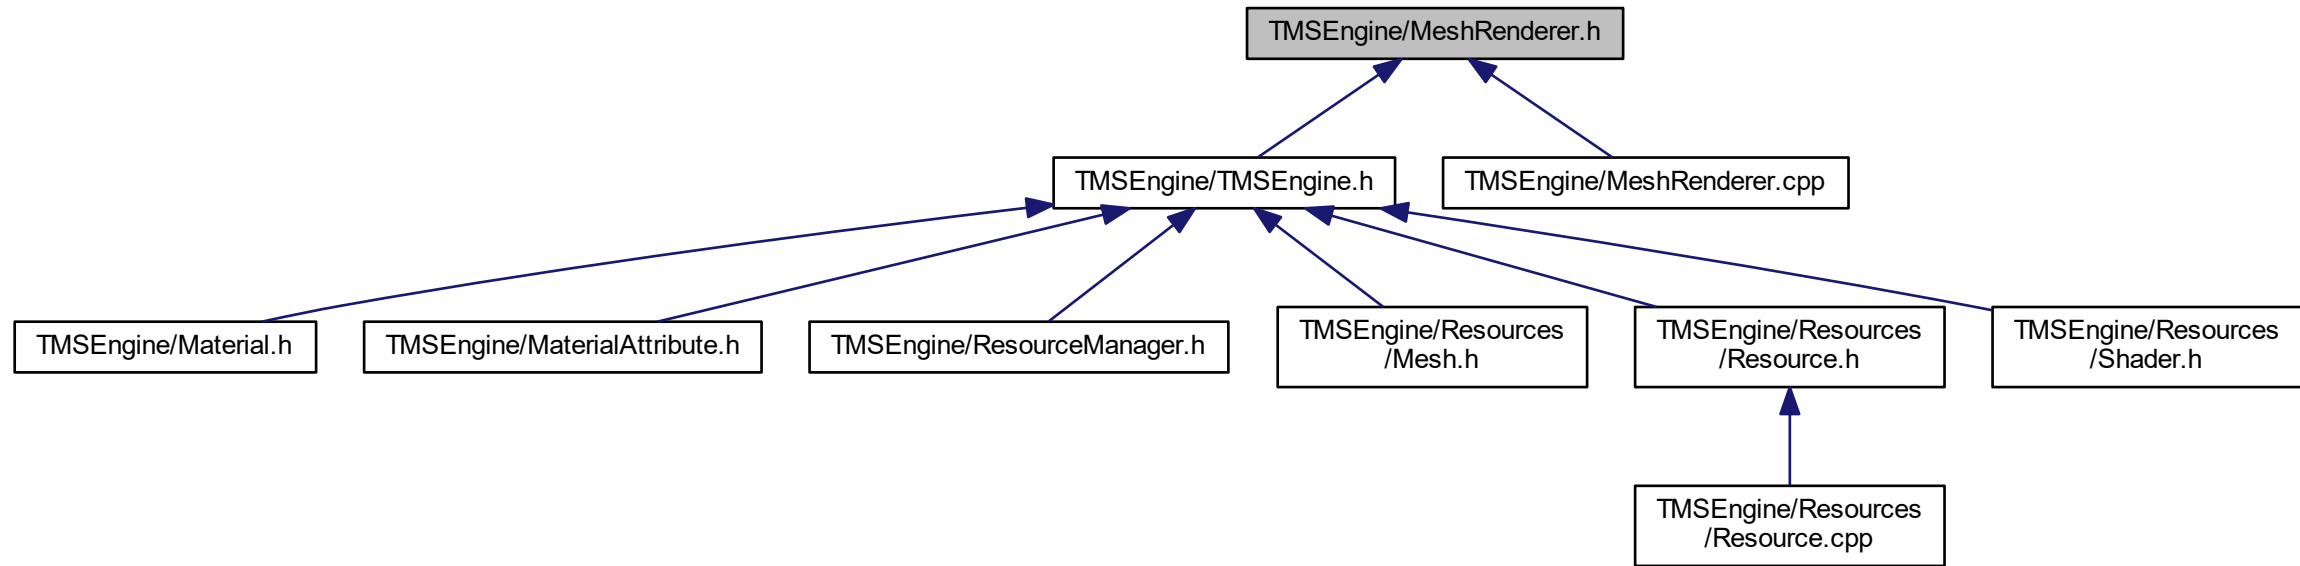 TMSEngine/MeshRenderer.h
TMSEngine/TMSEngine.h
TMSEngine/MeshRenderer.cpp
TMSEngine/Material.h
TMSEngine/MaterialAttribute.h
TMSEngine/ResourceManager.h
TMSEngine/Resources
/Mesh.h
TMSEngine/Resources
/Resource.h
TMSEngine/Resources
/Shader.h
TMSEngine/Resources
/Resource.cpp